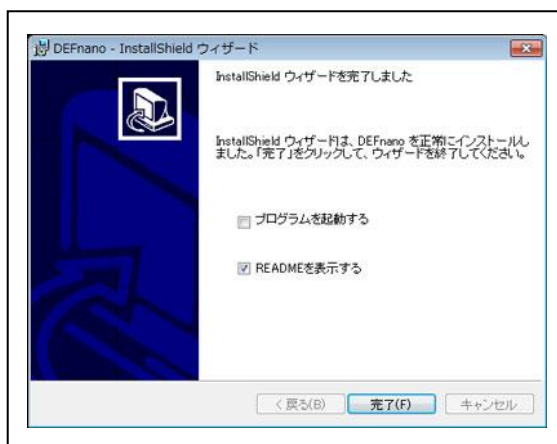 DEFnano - InstallShield ウィザード
InstallShield ウィザードを完了しました
InstallShield ウィザードは、DEFnano を正常にインストールし
ました。「完了」をクリックして、ウィザードを終了してください。
プログラムを起動する
READMEを表示する
< 戻る(B)
完了(F)
キャンセル